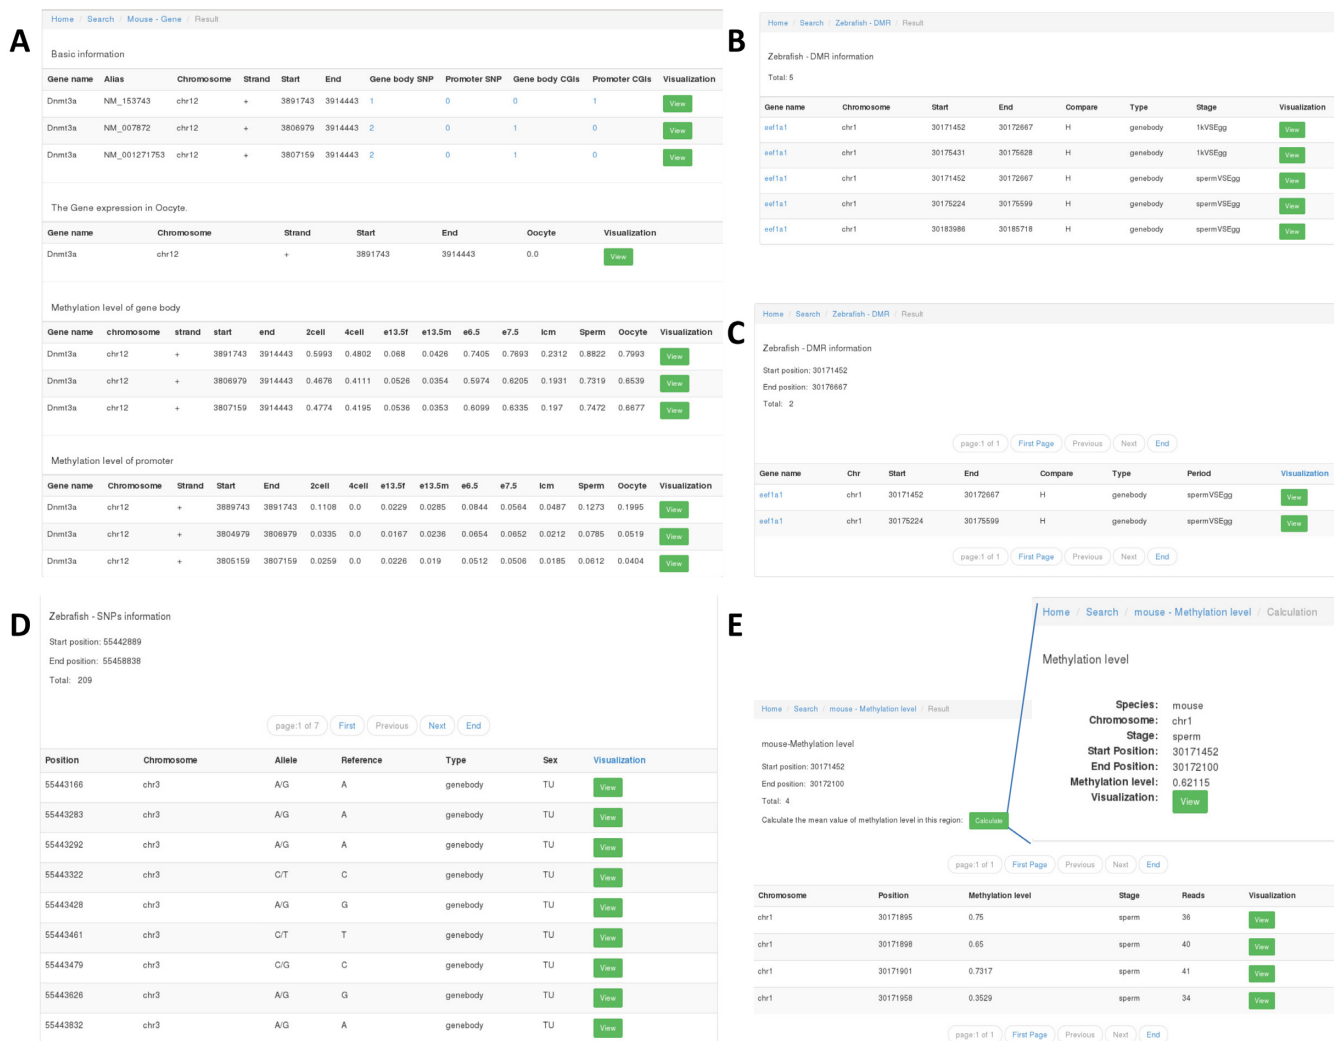 A
Home / Search / Mouse - Gene / Result
Basic information
Gene name Alias Chromosome Strand Start End Gene body SNP Promoter SNP Gene body CGIs Promoter CGIs Visualization
Dnmt3a NM_153743 chr12 + 3891743 3914443 1 0 0 1 View
Dnmt3a NM_007872 chr12 + 3806979 3914443 2 0 1 0 View
Dnmt3a NM_001271753 chr12 + 3807159 3914443 2 0 1 0 View
The Gene expression in Oocyte.
Gene name Chromosome Strand Start End Oocyte Visualization
Dnmt3a chr12 + 3891743 3914443 0.0 View
Methylation level of gene body
Gene name chromosome strand start end 2cell 4cell e13.5f e13.5m e6.5 e7.5 Icm Sperm Oocyte Visualization
Dnmt3a chr12 + 3891743 3914443 0.5993 0.4802 0.068 0.0426 0.7405 0.7693 0.2312 0.8822 0.7993 View
Dnmt3a chr12 + 3806979 3914443 0.4676 0.4111 0.0526 0.0354 0.5974 0.6205 0.1931 0.7319 0.6539 View
Dnmt3a chr12 + 3807159 3914443 0.4774 0.4195 0.0536 0.0353 0.6099 0.6335 0.197 0.7472 0.6677 View
Methylation level of promoter
Gene name Chromosome Strand Start End 2cell 4cell e13.5f e13.5m e6.5 e7.5 Icm Sperm Oocyte Visualization
Dnmt3a chr12 + 3889743 3891743 0.1108 0.0 0.0229 0.0285 0.0844 0.0564 0.0487 0.1273 0.1995 View
Dnmt3a chr12 + 3804979 3806979 0.0335 0.0 0.0167 0.0236 0.0654 0.0652 0.0212 0.0785 0.0519 View
Dnmt3a chr12 + 3805159 3807159 0.0259 0.0 0.0226 0.019 0.0512 0.0506 0.0185 0.0612 0.0404 View
B
Home / Search / Zebrafish - DMR / Result
Zebrafish - DMR information
Total: 5
Gene name Chromosome Start End Compare Type Stage Visualization
eef1a1 chr1 30171452 30172667 H genebody 1kVSEgg View
eef1a1 chr1 30175431 30175628 H genebody 1kVSEgg View
eef1a1 chr1 30171452 30172667 H genebody spermVSEgg View
eef1a1 chr1 30175224 30175599 H genebody spermVSEgg View
eef1a1 chr1 30183986 30185718 H genebody spermVSEgg View
C
Home / Search / Zebrafish - DMR / Result
Zebrafish - DMR information
Start position: 30171452
End position: 30176667
Total: 2
page:1 of 1 First Page Previous Next End
Gene name Chr Start End Compare Type Period Visualization
eef1a1 chr1 30171452 30172667 H genebody spermVSEgg View
eef1a1 chr1 30175224 30175599 H genebody spermVSEgg View
page:1 of 1 First Page Previous Next End
D
Zebrafish - SNPs information
Start position: 55442889
End position: 55458838
Total: 209
page:1 of 7 First Previous Next End
Position Chromosome Allele Reference Type Sex Visualization
55443166 chr3 A/G A genebody TU View
55443283 chr3 A/G A genebody TU View
55443292 chr3 A/G A genebody TU View
55443322 chr3 C/T C genebody TU View
55443428 chr3 A/G G genebody TU View
55443461 chr3 C/T T genebody TU View
55443479 chr3 C/G C genebody TU View
55443626 chr3 A/G G genebody TU View
55443832 chr3 A/G A genebody TU View
E
Home / Search / mouse - Methylation level / Calculation
Methylation level
Species: mouse
Chromosome: chr1
Stage: sperm
Start Position: 30171452
End Position: 30172100
Methylation level: 0.62115
Visualization: View
Home / Search / mouse - Methylation level / Result
mouse-Methylation level
Start position: 30171452
End position: 30172100
Total: 4
Calculate the mean value of methylation level in this region: Calculate
page:1 of 1 First Page Previous Next End
Chromosome Position Methylation level Stage Reads Visualization
chr1 30171895 0.75 sperm 36 View
chr1 30171898 0.65 sperm 40 View
chr1 30171901 0.7317 sperm 41 View
chr1 30171958 0.3529 sperm 34 View
page:1 of 1 First Page Previous Next End